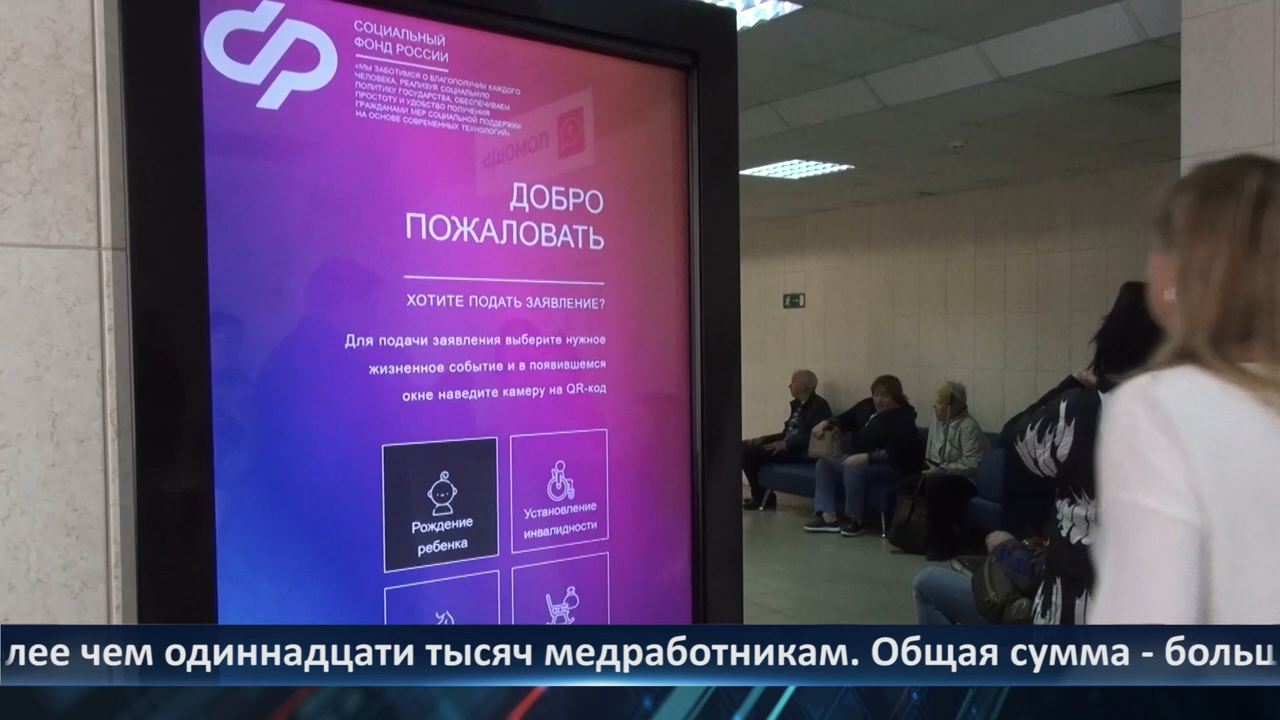 СОЦИАЛЬНЫЙ
ФОНД РОССИИ
«МЫ ЗАБОТИМСЯ О БЛАГОПОЛУЧИИ КАЖДОГО
ЧЕЛОВЕКА, РЕАЛИЗУЯ СОЦИАЛЬНУЮ
ПОЛИТИКУ ГОСУДАРСТВА, ОБЕСПЕЧИВАЕМ
ПРОСТОТУ И УДОБСТВО ПОЛУЧЕНИЯ
ГРАЖДАНАМИ МЕР СОЦИАЛЬНОЙ ПОДДЕРЖКИ
НА ОСНОВЕ СОВРЕМЕННЫХ ТЕХНОЛОГИЙ»
ПОМОЩЬ
ДОБРО
ПОЖАЛОВАТЬ
ХОТИТЕ ПОДАТЬ ЗАЯВЛЕНИЕ?
Для подачи заявления выберите нужное
жизненное событие и в появившемся
окне наведите камеру на QR-код
Рождение
ребенка
Установление
инвалидности
лее чем одиннадцати тысяч медработникам. Общая сумма - больш